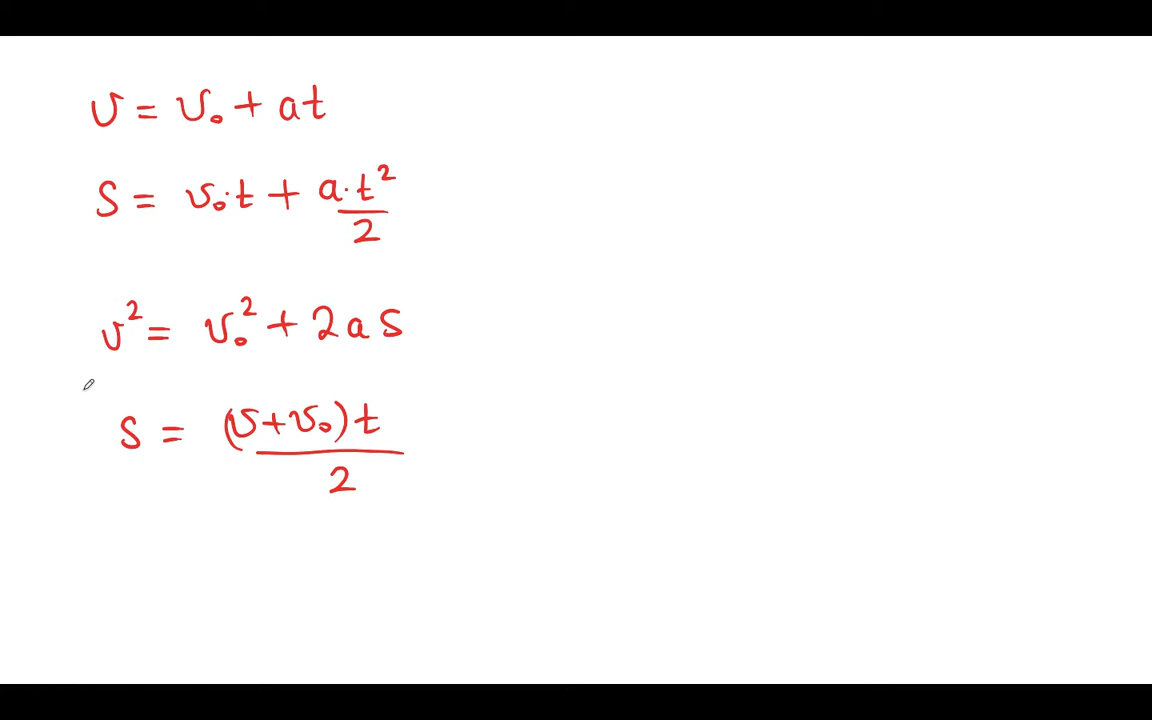 v = v₀ + at
S = v₀·t + a·t²/2
v² = v₀² + 2aS
S = (v+v₀)t/2